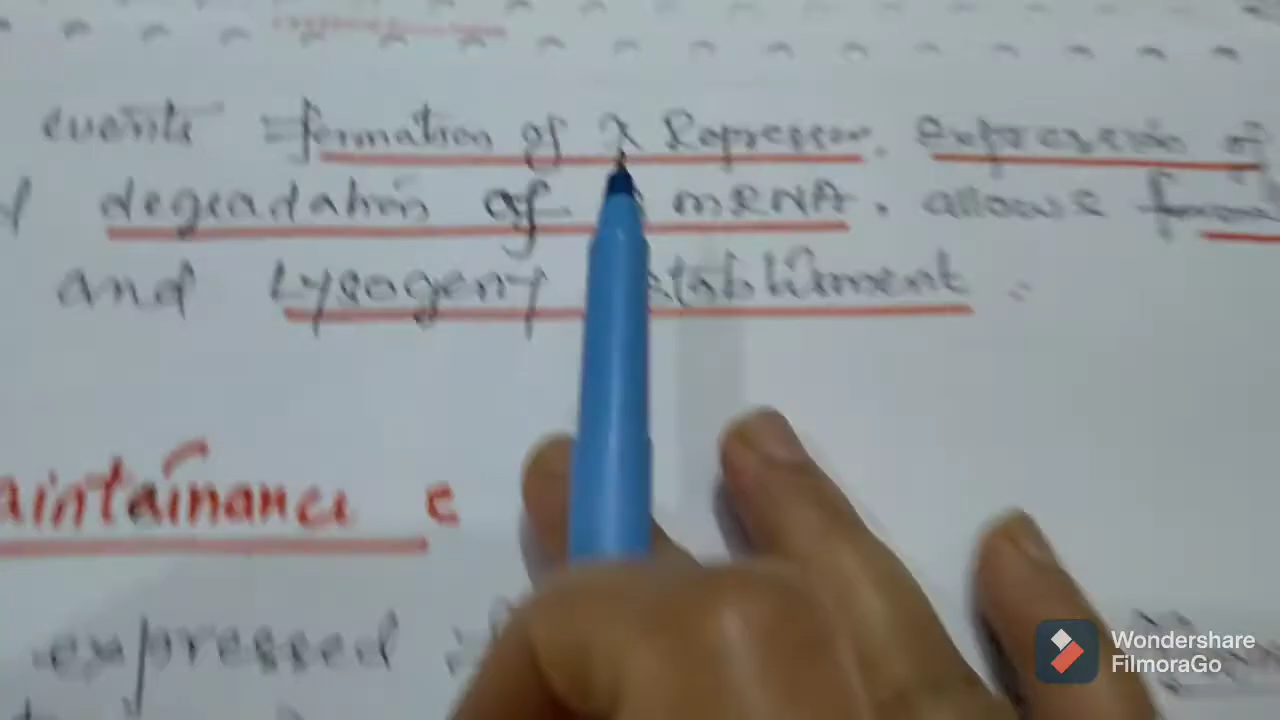 events =formation of λ Repressor. expression of
degradation of mRNA. allows
and Lysogeny establishment.
aintainance
expressed
Wondershare
FilmoraGo